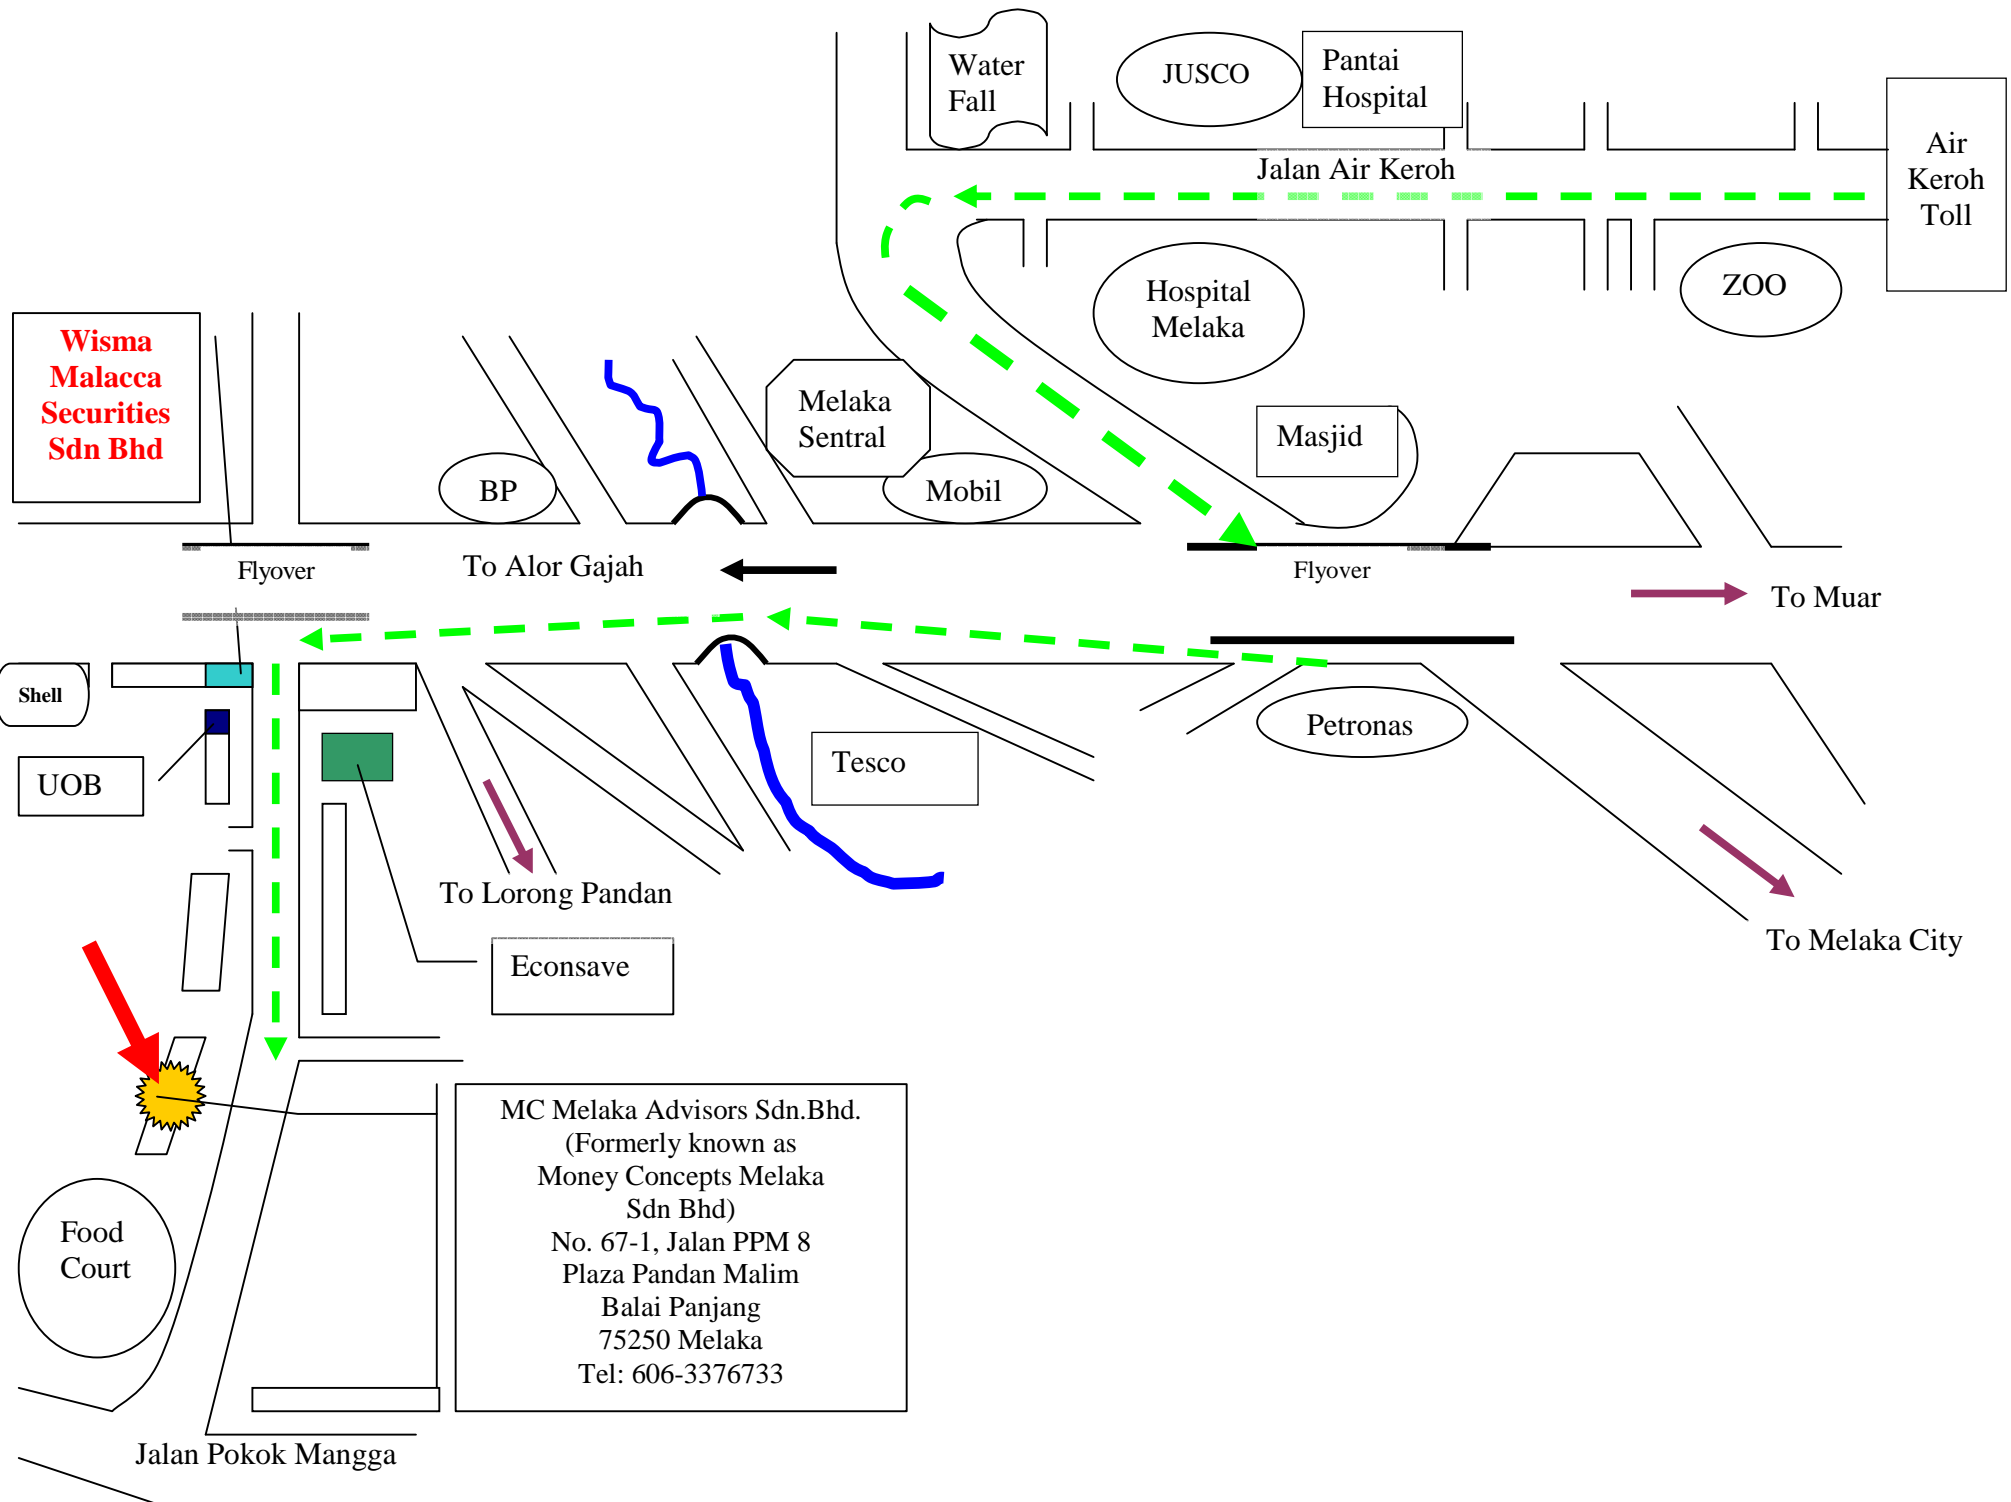 Water
Fall
JUSCO
Pantai
Hospital
Air
Keroh
Toll
Jalan Air Keroh
Hospital
Melaka
ZOO
Wisma
Malacca
Securities
Sdn Bhd
Melaka
Sentral
Masjid
BP
Mobil
Flyover
To Alor Gajah
Flyover
To Muar
Shell
UOB
Tesco
Petronas
To Lorong Pandan
To Melaka City
Econsave
MC Melaka Advisors Sdn.Bhd.
(Formerly known as
Money Concepts Melaka
Sdn Bhd)
No. 67-1, Jalan PPM 8
Plaza Pandan Malim
Balai Panjang
75250 Melaka
Tel: 606-3376733
Food
Court
Jalan Pokok Mangga